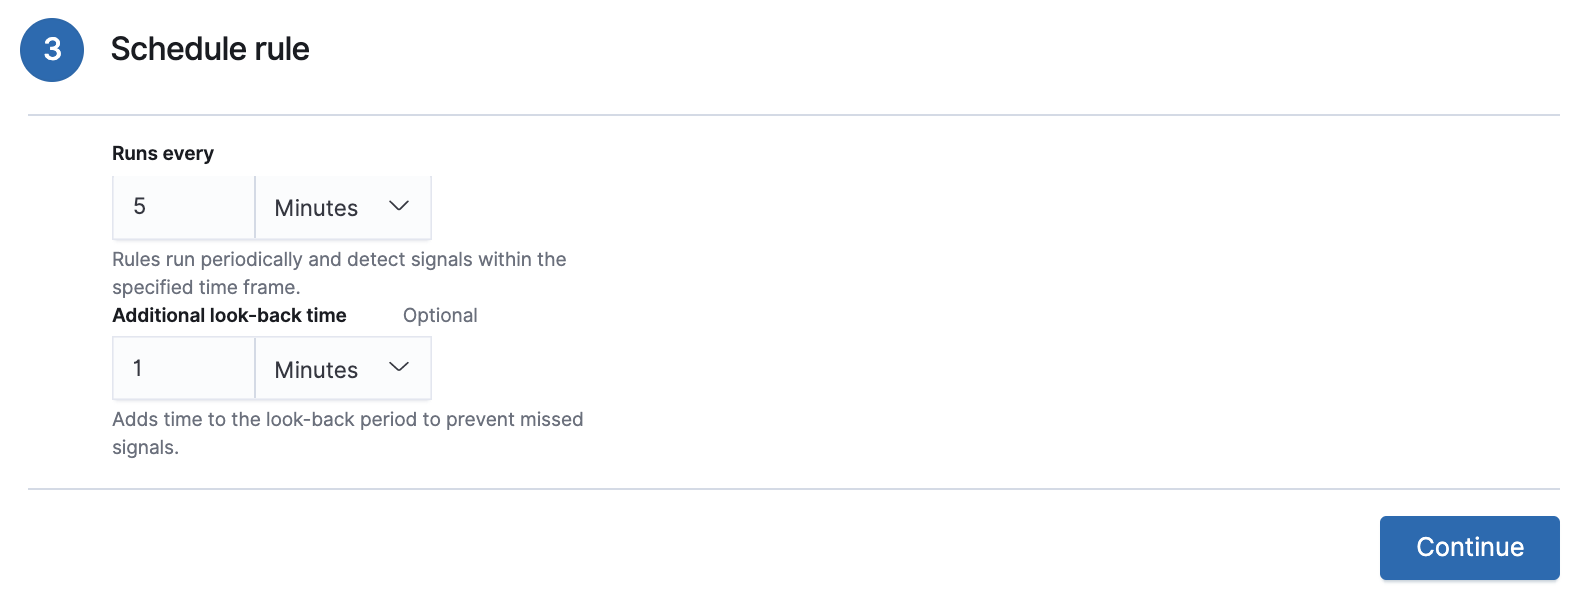 3 Schedule rule
Runs every
5 Minutes
Rules run periodically and detect signals within the
specified time frame.
Additional look-back time Optional
1 Minutes
Adds time to the look-back period to prevent missed
signals.
Continue